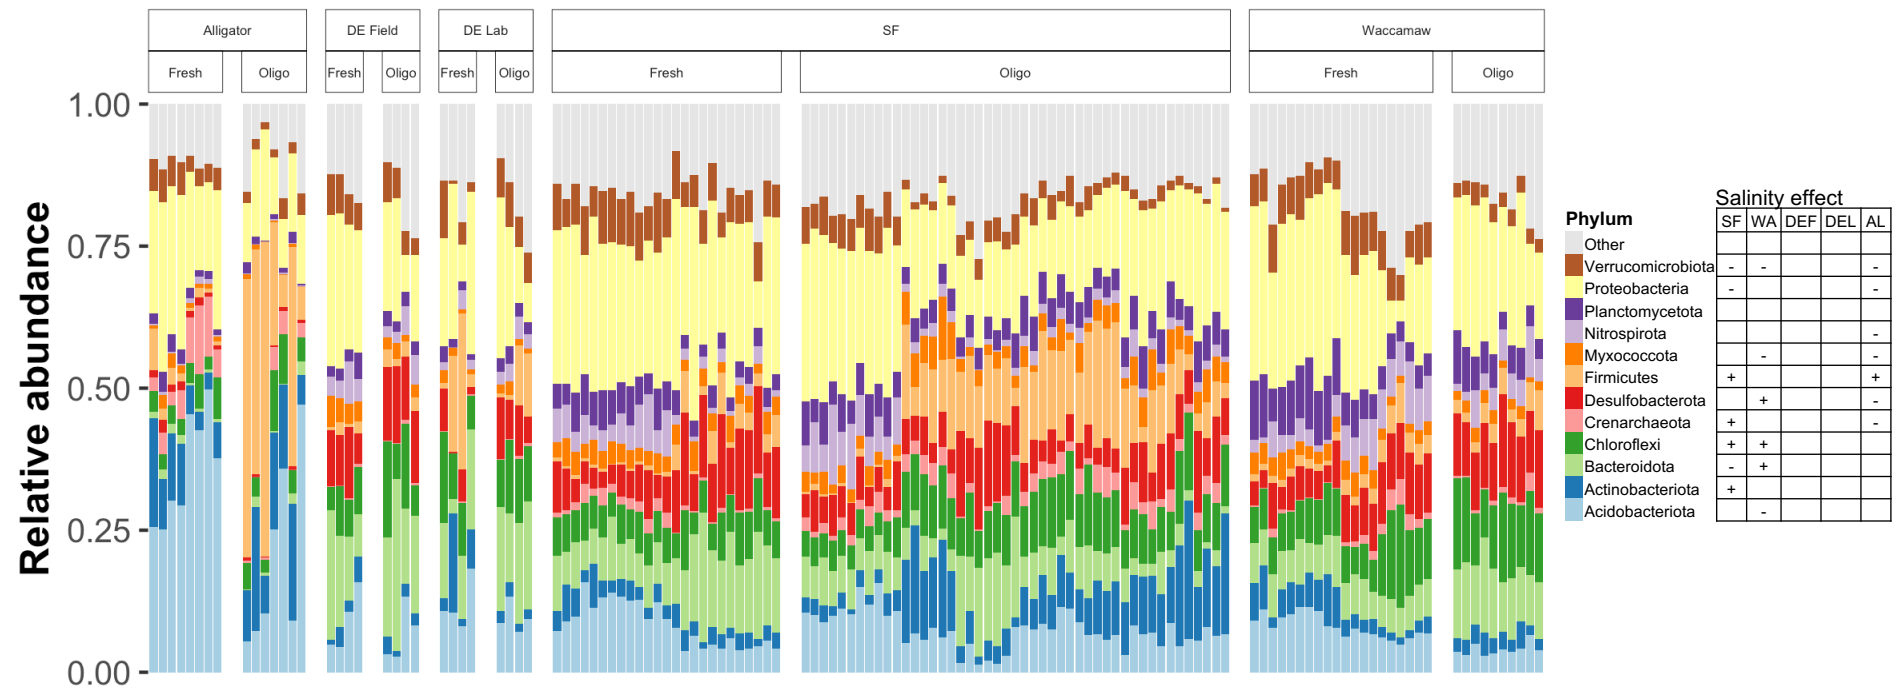 Alligator DE Field DE Lab SF Waccamaw
Fresh Oligo Fresh Oligo Fresh Oligo Fresh Oligo Fresh Oligo
Relative abundance
1.00
0.75
0.50
0.25
0.00
Phylum
Other
Verrucomicrobiota
Proteobacteria
Planctomycetota
Nitrospirota
Myxococcota
Firmicutes
Desulfobacterota
Crenarchaeota
Chloroflexi
Bacteroidota
Actinobacteriota
Acidobacteriota
Salinity effect
SF WA DEF DEL AL
- - -
- -
-
- -
+ +
+ -
+ -
+ +
- +
+
-